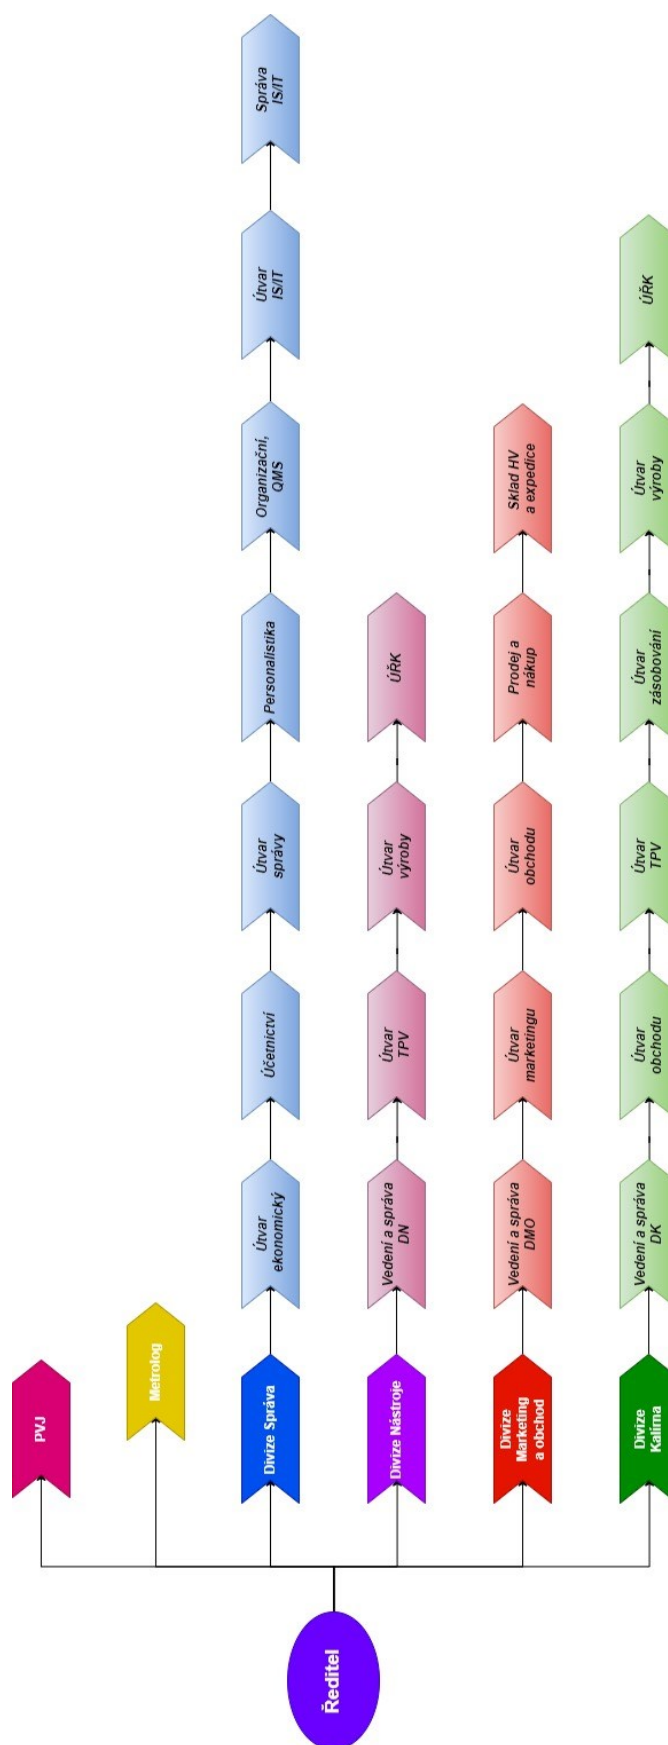 Ředitel
PVJ
Metrolog
Divize Správa
Útvar
ekonomický
Účetnictví
Útvar
správy
Personalistika
Organizační,
QMS
Útvar
IS/IT
Správa
IS/IT
Divize Nástroje
Vedení a správa
DN
Útvar
TPV
Útvar
výroby
ÚŘK
Divize
Marketing
a obchod
Vedení a správa
DMO
Útvar
marketingu
Útvar
obchodu
Prodej a
nákup
Sklad HV
a expedice
Divize
Kalírna
Vedení a správa
DK
Útvar
obchodu
Útvar
TPV
Útvar
zásobování
Útvar
výroby
ÚŘK